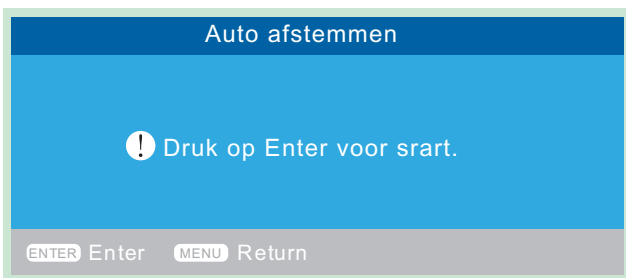 Auto afstemmen
! Druk op Enter voor srart.
ENTER Enter MENU Return